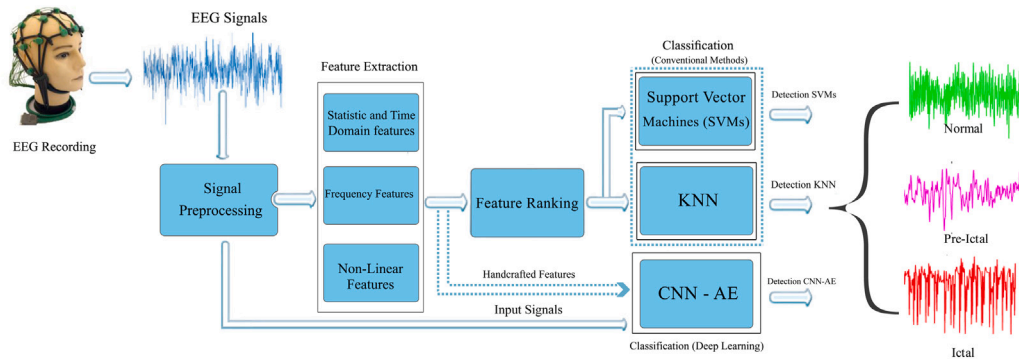 EEG Signals
EEG Recording
Signal
Preprocessing
Feature Extraction
Statistic and Time
Domain features
Frequency Features
Non-Linear
Features
Feature Ranking
Handcrafted Features
Input Signals
Classification
(Conventional Methods)
Support Vector
Machines (SVMs)
KNN
CNN - AE
Classification (Deep Learning)
Detection SVMs
Detection KNN
Detection CNN-AE
Normal
Pre-Ictal
Ictal